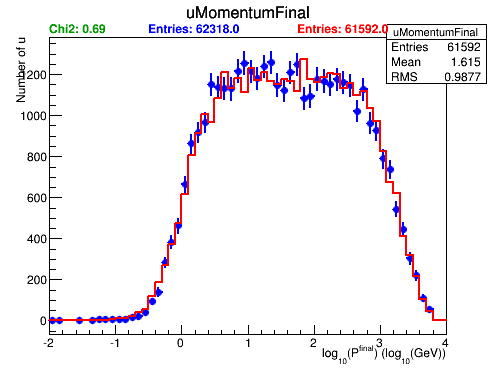 uMomentumFinal
Chi2: 0.69 Entries: 62318.0 Entries: 61592.0
uMomentumFinal
Entries 61592
Mean 1.615
RMS 0.9877
Number of u
1200
1000
800
600
400
200
0
-2 -1 0 1 2 3 4
log10(Pfinal) (log10(GeV))